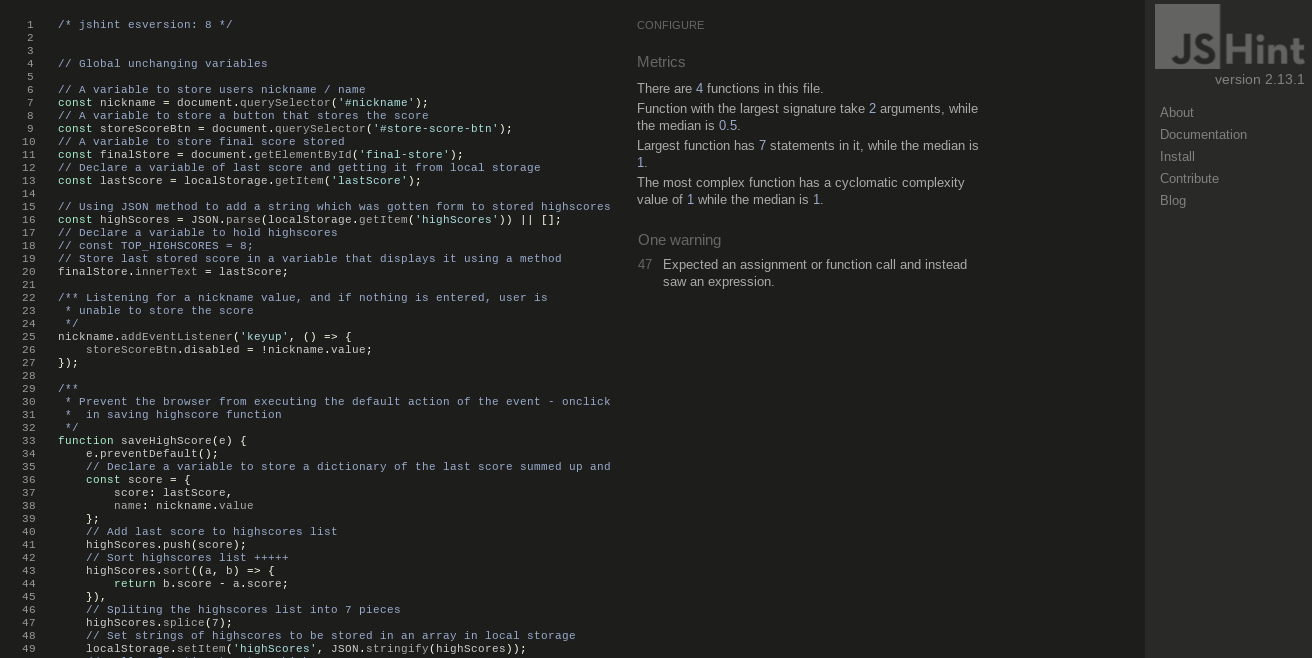 1 /* jshint esversion: 8 */
2
3
4 // Global unchanging variables
5
6 // A variable to store users nickname / name
7 const nickname = document.querySelector('#nickname');
8 // A variable to store a button that stores the score
9 const storeScoreBtn = document.querySelector('#store-score-btn');
10 // A variable to store final score stored
11 const finalStore = document.getElementById('final-store');
12 // Declare a variable of last score and getting it from local storage
13 const lastScore = localStorage.getItem('lastScore');
14
15 // Using JSON method to add a string which was gotten form to stored highscores
16 const highScores = JSON.parse(localStorage.getItem('highScores')) || [];
17 // Declare a variable to hold highscores
18 // const TOP_HIGHSCORES = 8;
19 // Store last stored score in a variable that displays it using a method
20 finalStore.innerText = lastScore;
21
22 /** Listening for a nickname value, and if nothing is entered, user is
23  * unable to store the score
24  */
25 nickname.addEventListener('keyup', () => {
26     storeScoreBtn.disabled = !nickname.value;
27 });
28
29 /**
30  * Prevent the browser from executing the default action of the event - onclick
31  *  in saving highscore function
32  */
33 function saveHighScore(e) {
34     e.preventDefault();
35     // Declare a variable to store a dictionary of the last score summed up and
36     const score = {
37         score: lastScore,
38         name: nickname.value
39     };
40     // Add last score to highscores list
41     highScores.push(score);
42     // Sort highscores list +++++
43     highScores.sort((a, b) => {
44         return b.score - a.score;
45     }),
46     // Spliting the highscores list into 7 pieces
47     highScores.splice(7);
48     // Set strings of highscores to be stored in an array in local storage
49     localStorage.setItem('highScores', JSON.stringify(highScores));
CONFIGURE
Metrics
There are 4 functions in this file.
Function with the largest signature take 2 arguments, while
the median is 0.5.
Largest function has 7 statements in it, while the median is
1.
The most complex function has a cyclomatic complexity
value of 1 while the median is 1.
One warning
47 Expected an assignment or function call and instead
saw an expression.
JSHint
version 2.13.1
About
Documentation
Install
Contribute
Blog